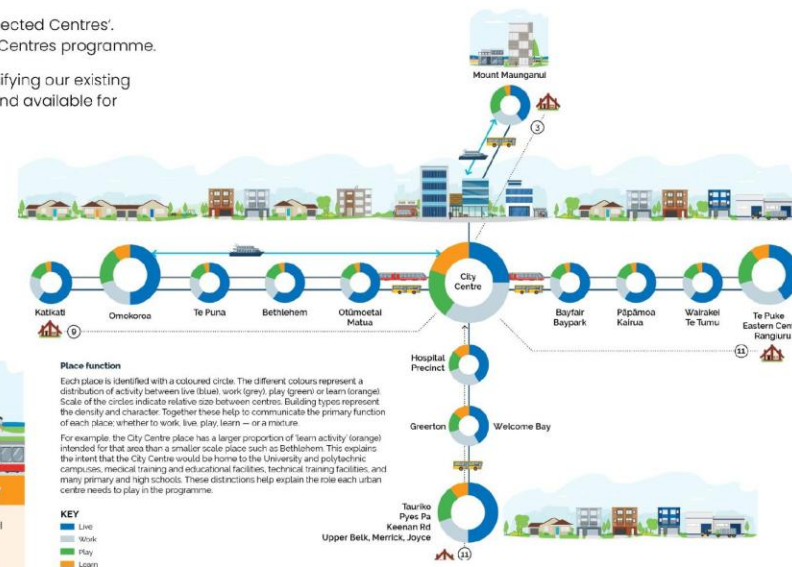 ected Centres'.
Centres programme.
ifying our existing
nd available for
Mount Maunganui
3
City
Centre
Katikati
Omokoroa
Te Puna
Bethlehem
Otūmoetai
Matua
Bayfair
Baypark
Pāpāmoa
Kairua
Wairakei
Te Tumu
Te Puke
Eastern Cent
Rangiuru
9
11
Hospital
Precinct
Greerton
Welcome Bay
Tauriko
Pyes Pa
Keenan Rd
Upper Belk, Merrick, Joyce
11
Place function
Each place is identified with a coloured circle. The different colours represent a
distribution of activity between live (blue), work (grey), play (green) or learn (orange).
Scale of the circles indicate relative size between centres. Building types represent
the density and character. Together these help to communicate the primary function
of each place; whether to work, live, play, learn — or a mixture.
For example, the City Centre place has a larger proportion of 'learn activity' (orange)
intended for that area than a smaller scale place such as Bethlehem. This explains
the intent that the City Centre would be home to the University and polytechnic
campuses, medical training and educational facilities, technical training facilities, and
many primary and high schools. These distinctions help explain the role each urban
centre needs to play in the programme.
KEY
Live
Work
Play
Learn